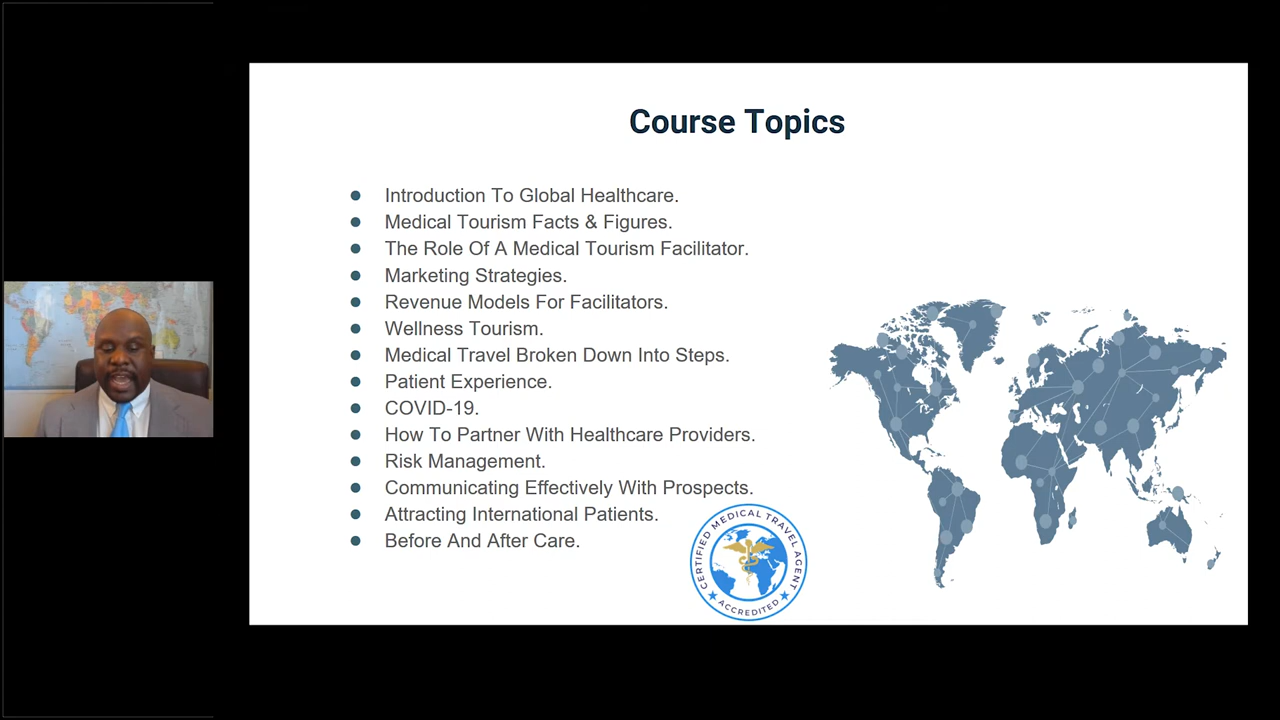 Course Topics
Introduction To Global Healthcare.
Medical Tourism Facts & Figures.
The Role Of A Medical Tourism Facilitator.
Marketing Strategies.
Revenue Models For Facilitators.
Wellness Tourism.
Medical Travel Broken Down Into Steps.
Patient Experience.
COVID-19.
How To Partner With Healthcare Providers.
Risk Management.
Communicating Effectively With Prospects.
Attracting International Patients.
Before And After Care.
CERTIFIED MEDICAL TRAVEL AGENT
ACCREDITED